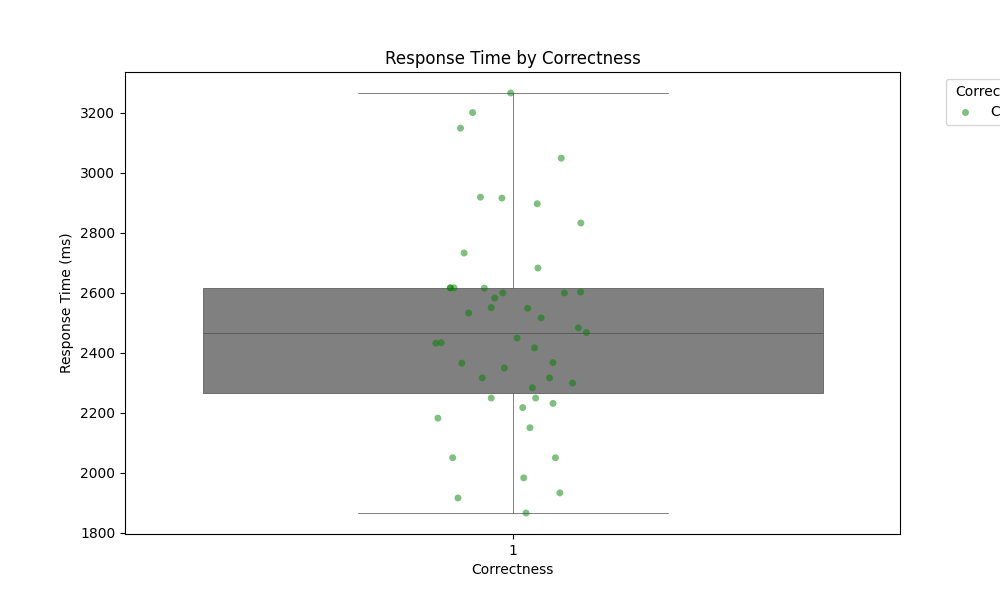 Response Time by Correctness
Response Time (ms)
3200
3000
2800
2600
2400
2200
2000
1800
1
Correctness
Correc
C